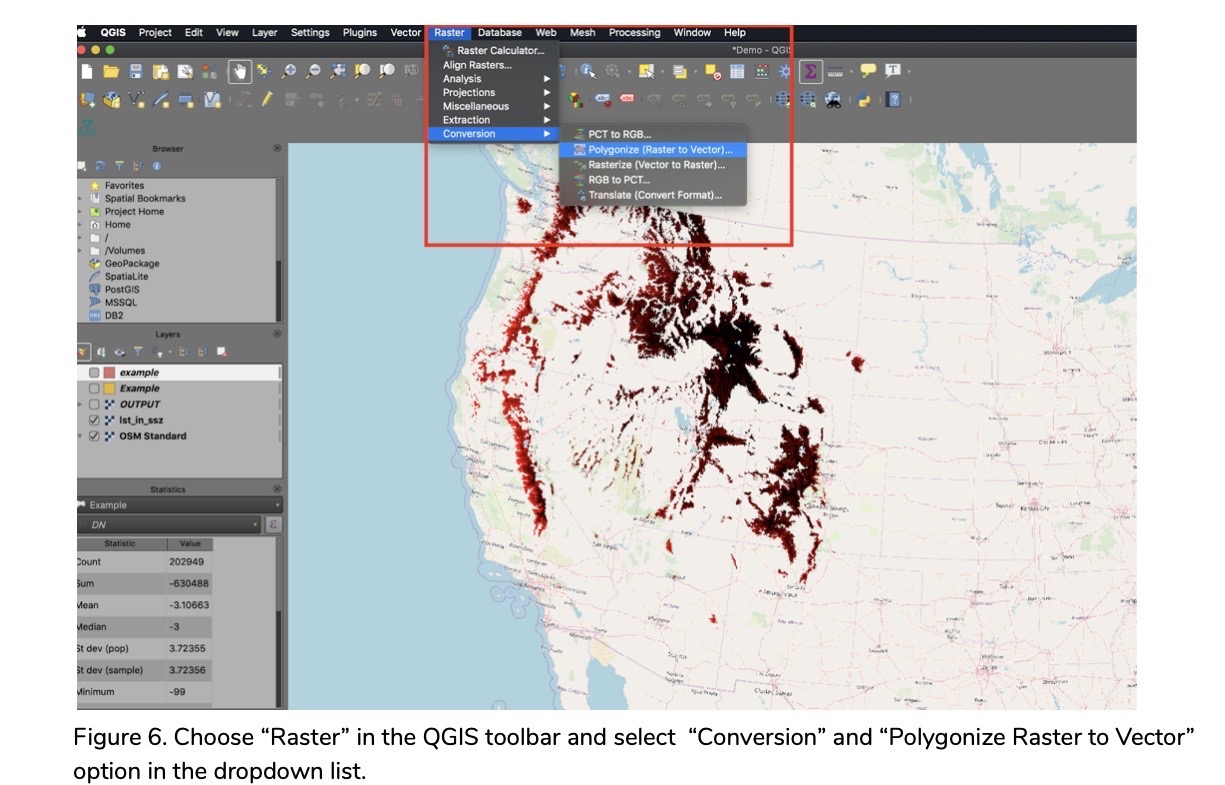 QGIS Project Edit View Layer Settings Plugins Vector Raster Database Web Mesh Processing Window Help
*Demo - QGIS
Raster Calculator...
Align Rasters...
Analysis
Projections
Miscellaneous
Extraction
Conversion
PCT to RGB...
Polygonize (Raster to Vector)...
Rasterize (Vector to Raster)...
RGB to PCT...
Translate (Convert Format)...
Browser
Favorites
Spatial Bookmarks
Project Home
Home
/
/Volumes
GeoPackage
SpatiaLite
PostGIS
MSSQL
DB2
Layers
example
Example
OUTPUT
lst_in_ssz
OSM Standard
Statistics
Example
DN
Statistic Value
Count 202949
Sum -630488
Mean -3.10663
Median -3
St dev (pop) 3.72355
St dev (sample) 3.72356
Minimum -99
Figure 6. Choose “Raster” in the QGIS toolbar and select “Conversion” and “Polygonize Raster to Vector”
option in the dropdown list.